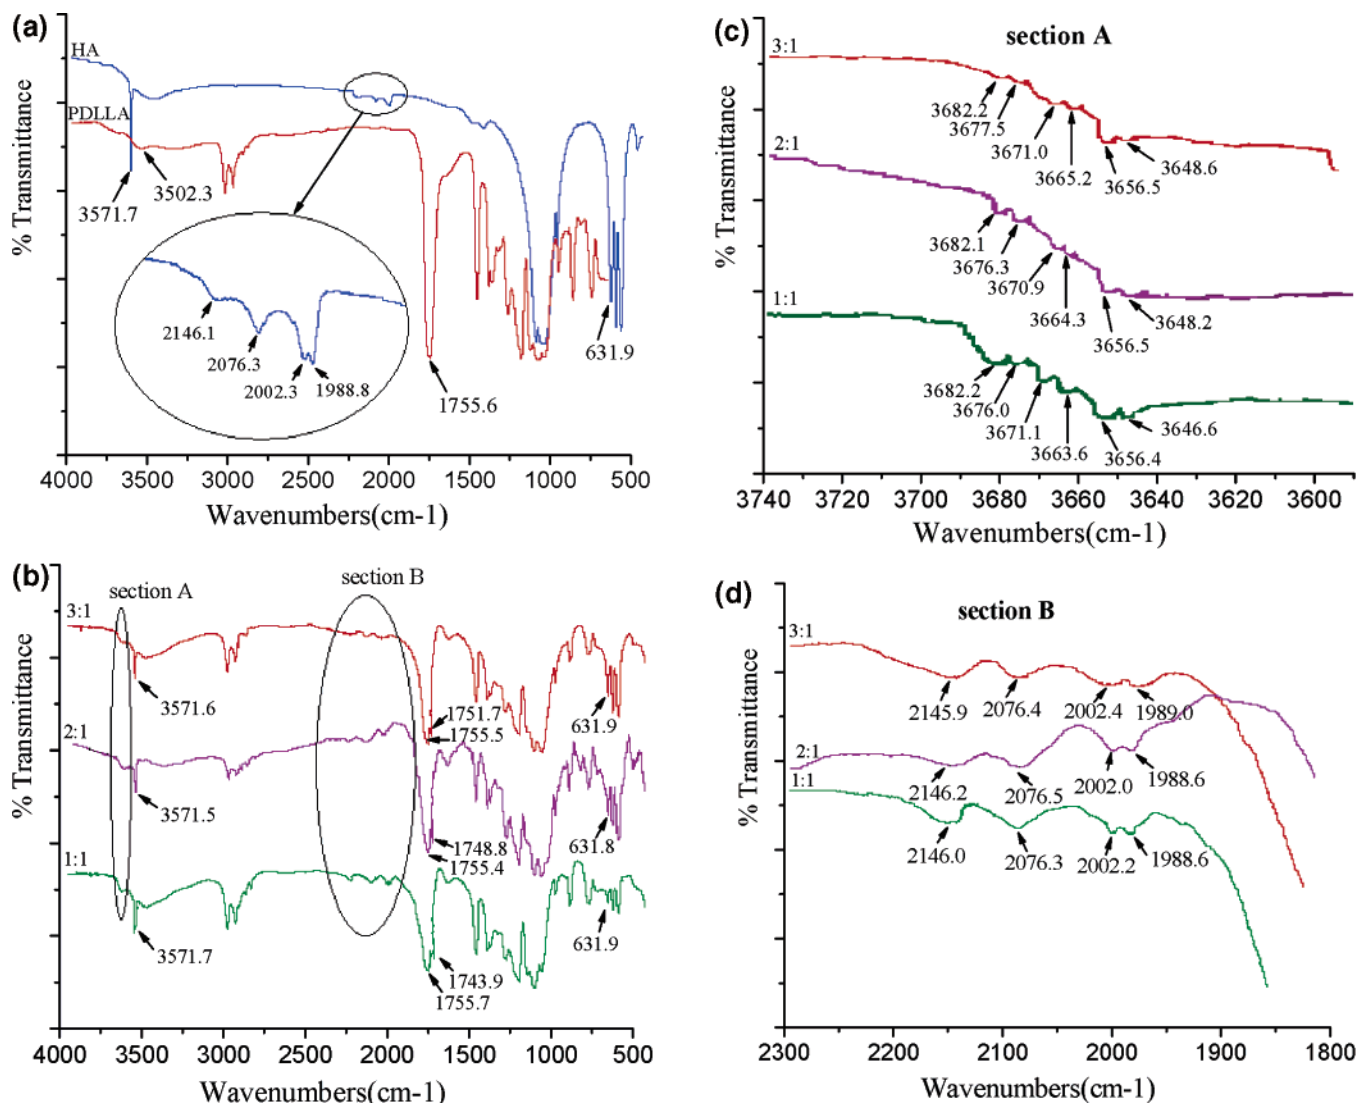 (a)
HA
PDLLA
3571.7
3502.3
2146.1
2076.3
2002.3
1988.8
1755.6
631.9
% Transmittance
4000 3500 3000 2500 2000 1500 1000 500
Wavenumbers(cm-1)
(c)
section A
3:1
3682.2
3677.5
3671.0
3665.2
3656.5
3648.6
2:1
3682.1
3676.3
3670.9
3664.3
3656.5
3648.2
1:1
3682.2
3676.0
3671.1
3663.6
3656.4
3646.6
% Transmittance
3740 3720 3700 3680 3660 3640 3620 3600
Wavenumbers(cm-1)
(b)
section A
section B
3:1
3571.6
1751.7
1755.5
631.9
2:1
3571.5
1748.8
1755.4
631.8
1:1
3571.7
1743.9
1755.7
631.9
% Transmittance
4000 3500 3000 2500 2000 1500 1000 500
Wavenumbers(cm-1)
(d)
section B
3:1
2145.9
2076.4
2002.4
1989.0
2:1
2146.2
2076.5
2002.0
1988.6
1:1
2146.0
2076.3
2002.2
1988.6
% Transmittance
2300 2200 2100 2000 1900 1800
Wavenumbers(cm-1)